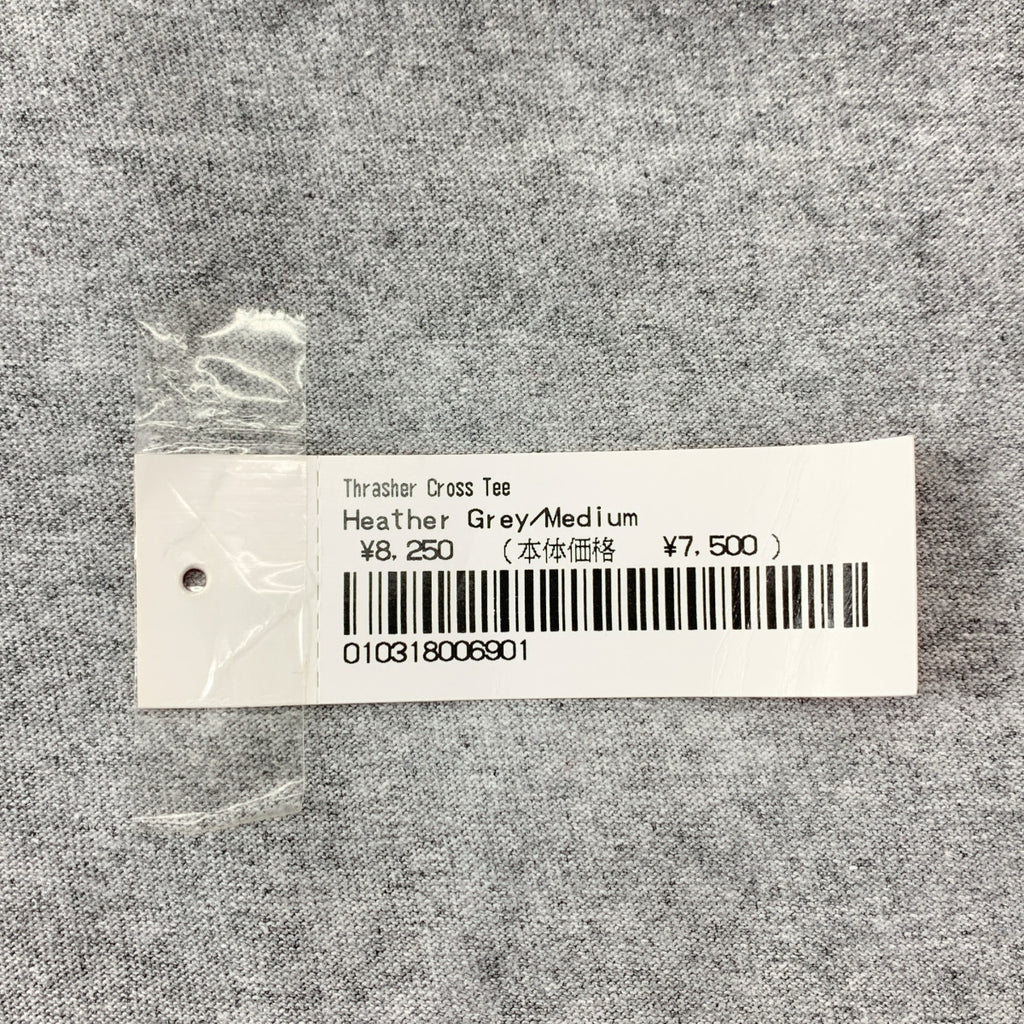 Thrasher Cross Tee
Heather Grey/Medium
¥8,250 (本体価格 ¥7,500)
010318006901